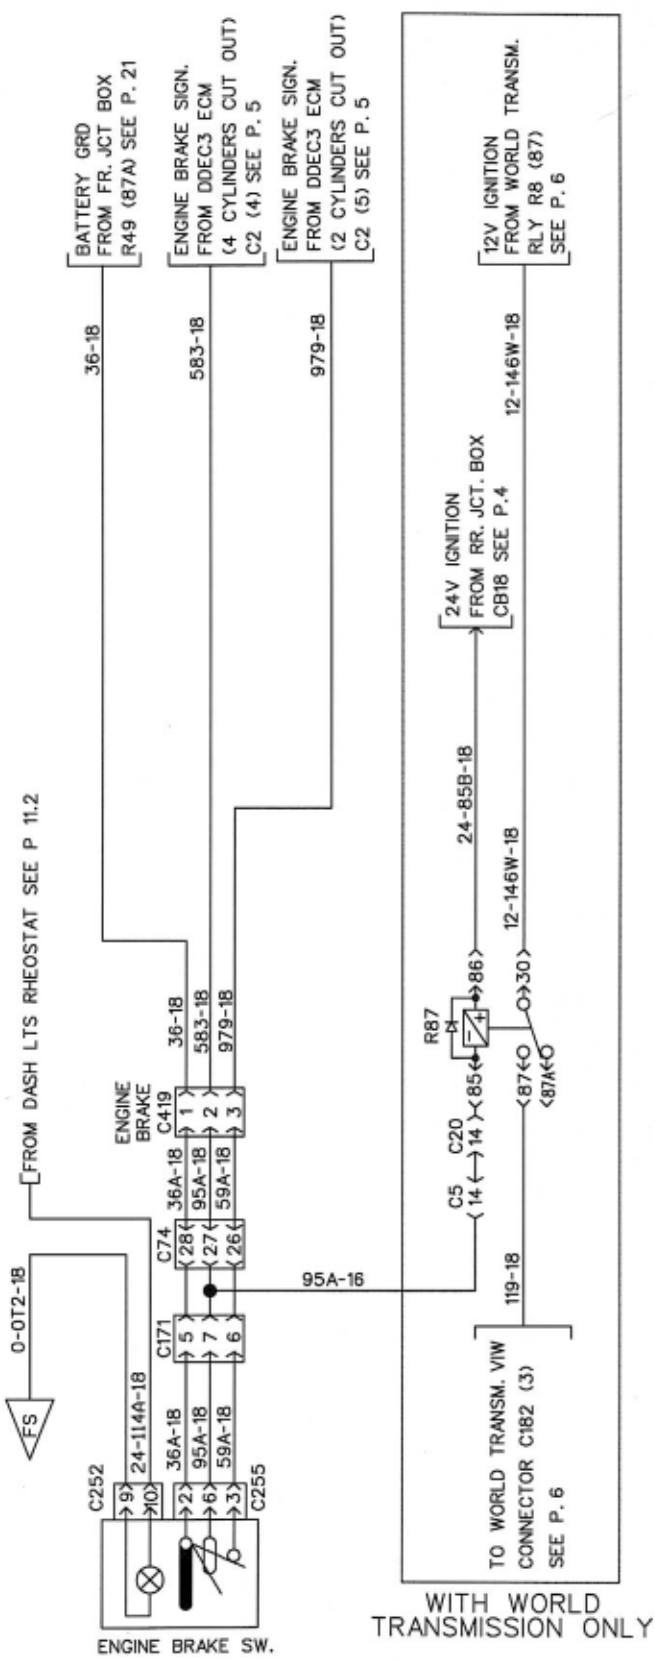 BATTERY GRD
FROM FR. JCT BOX
R49 (87A) SEE P. 21
ENGINE BRAKE SIGN.
FROM DDEC3 ECM
(4 CYLINDERS CUT OUT)
C2 (4) SEE P. 5
ENGINE BRAKE SIGN.
FROM DDEC3 ECM
(2 CYLINDERS CUT OUT)
C2 (5) SEE P. 5
36-18
583-18
979-18
FROM DASH LTS RHEOSTAT SEE P 11.2
36-18
583-18
979-18
ENGINE
BRAKE
C419
1
2
3
36A-18
95A-18
59A-18
C74
28
27
26
95A-16
C171
5
7
6
36A-18
95A-18
59A-18
FS
0-0T2-18
24-114A-18
C252
9
10
2
6
3
C255
ENGINE BRAKE SW.
12V IGNITION
FROM WORLD TRANSM.
RLY R8 (87)
SEE P. 6
12-146W-18
24V IGNITION
FROM RR. JCT. BOX
CB18 SEE P.4
24-85B-18
12-146W-18
R87
86
30
85
87
87A
- +
C20
14
C5
14
119-18
TO WORLD TRANSM. VIW
CONNECTOR C182 (3)
SEE P. 6
WITH WORLD
TRANSMISSION ONLY